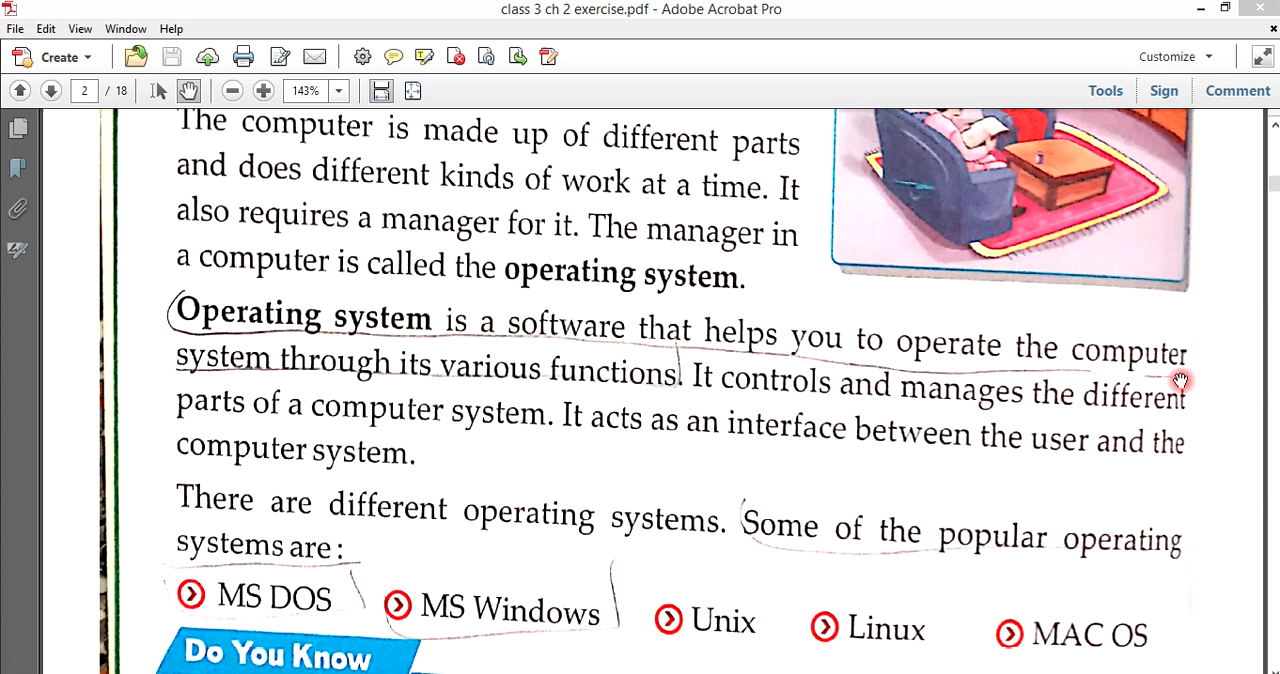 class 3 ch 2 exercise.pdf - Adobe Acrobat Pro
File Edit View Window Help
Create Customize
2 / 18 143% Tools Sign Comment
The computer is made up of different parts
and does different kinds of work at a time. It
also requires a manager for it. The manager in
a computer is called the operating system.
Operating system is a software that helps you to operate the computer
system through its various functions. It controls and manages the different
parts of a computer system. It acts as an interface between the user and the
computer system.
There are different operating systems. Some of the popular operating
systems are :
MS DOS MS Windows Unix Linux MAC OS
Do You Know